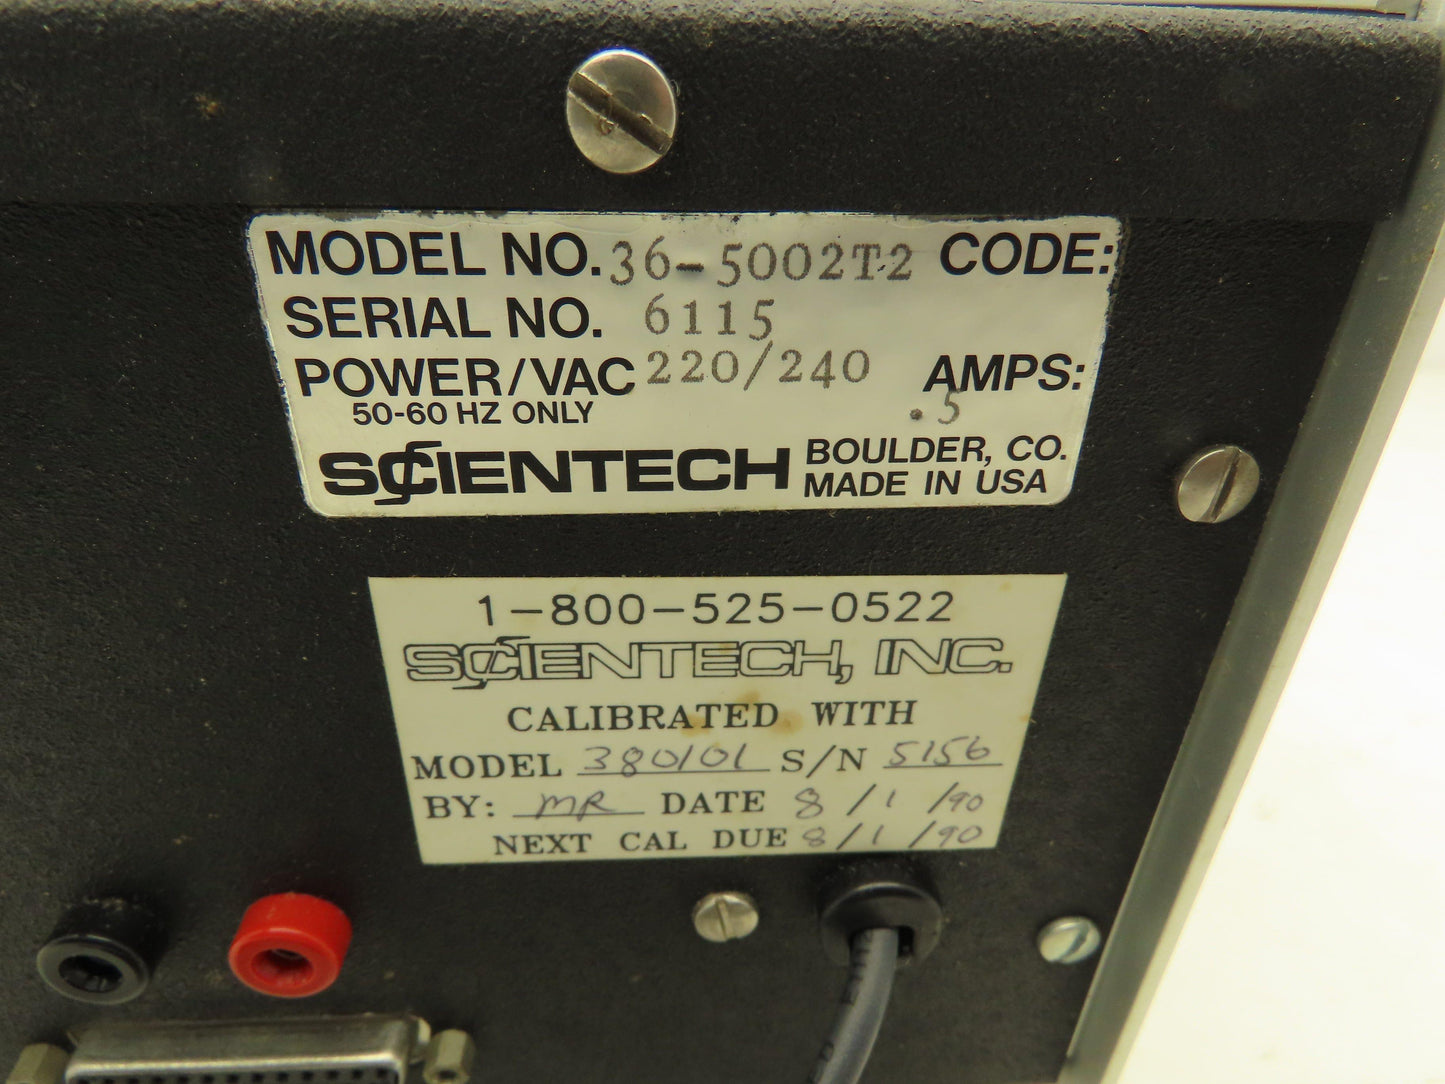 MODEL NO. 36-5002T2 CODE:
SERIAL NO. 6115
POWER/VAC 220/240 AMPS:
50-60 HZ ONLY .5
SCIENTECH BOULDER, CO.
MADE IN USA
1-800-525-0522
SCIENTECH, INC.
CALIBRATED WITH
MODEL 380101 S/N 5156
BY: MR DATE 8/1/90
NEXT CAL DUE 8/1/90